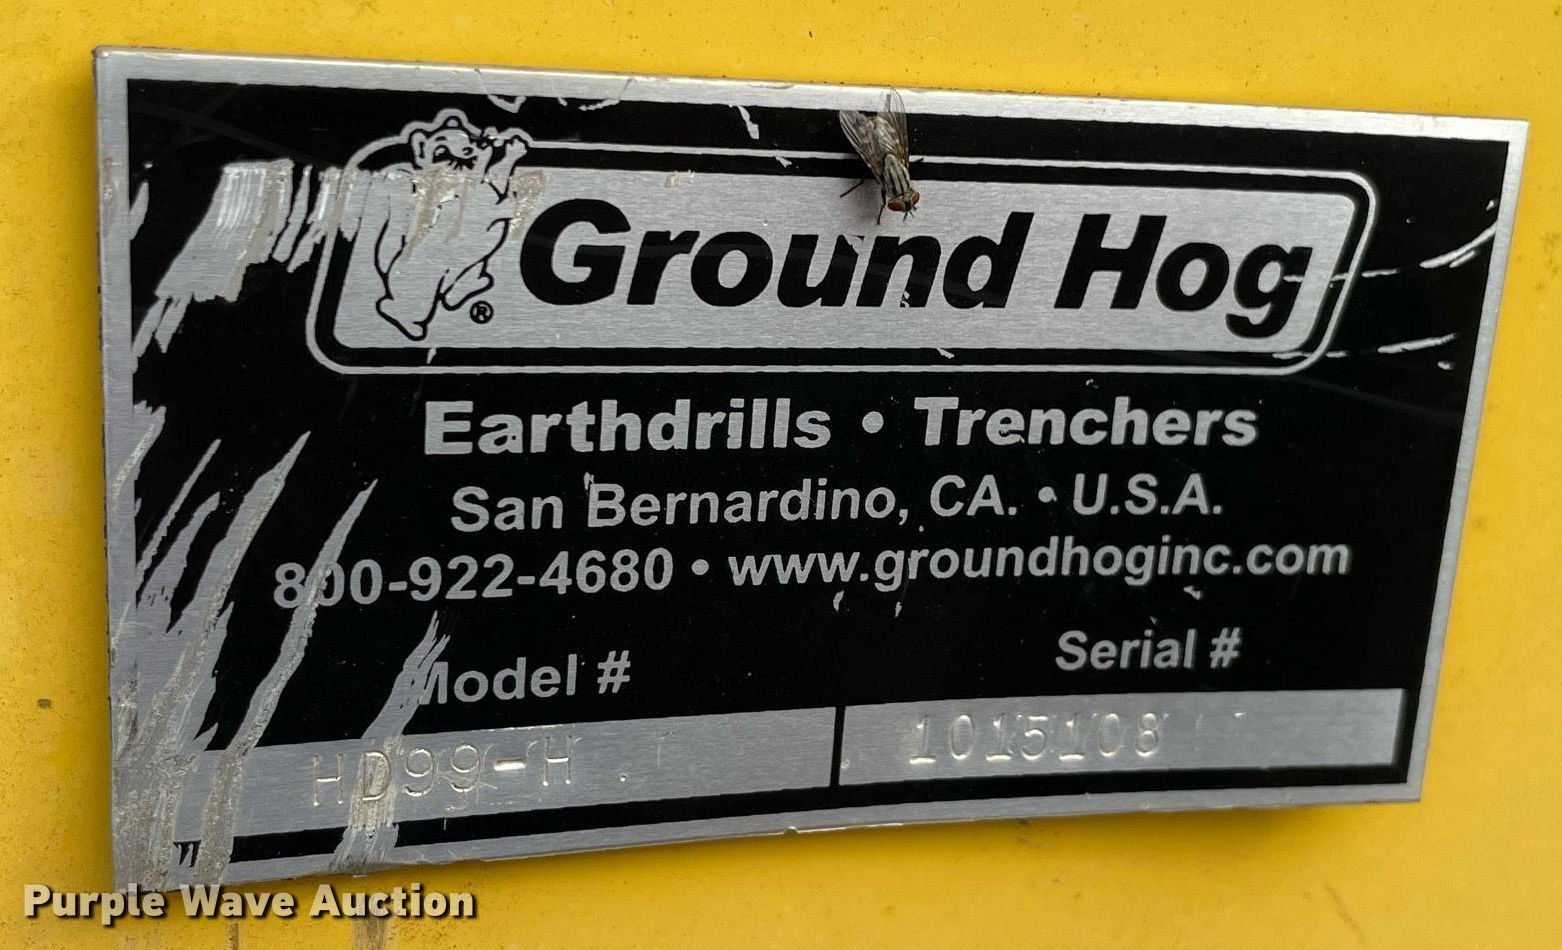 Ground Hog
®
Earthdrills • Trenchers
San Bernardino, CA. • U.S.A.
800-922-4680 • www.groundhoginc.com
Model # Serial #
HD99-H 1015108
Purple Wave Auction